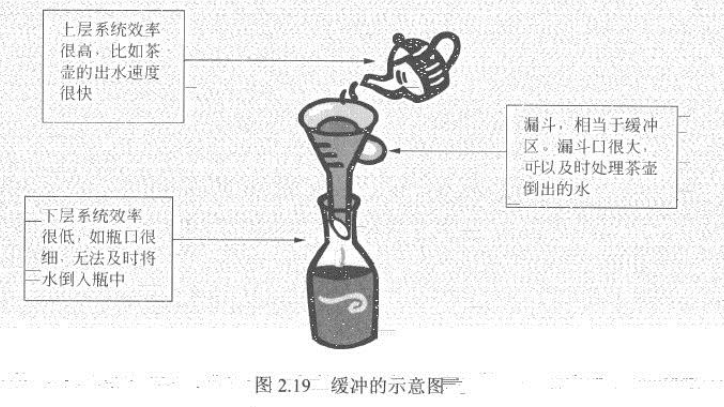 上层系统效率
很高，比如茶
壶的出水速度
很快
漏斗，相当于缓冲
区。漏斗口很大，
可以及时处理茶壶
倒出的水
下层系统效率
很低，如瓶口很
细，无法及时将
水倒入瓶中
图 2.19 缓冲的示意图